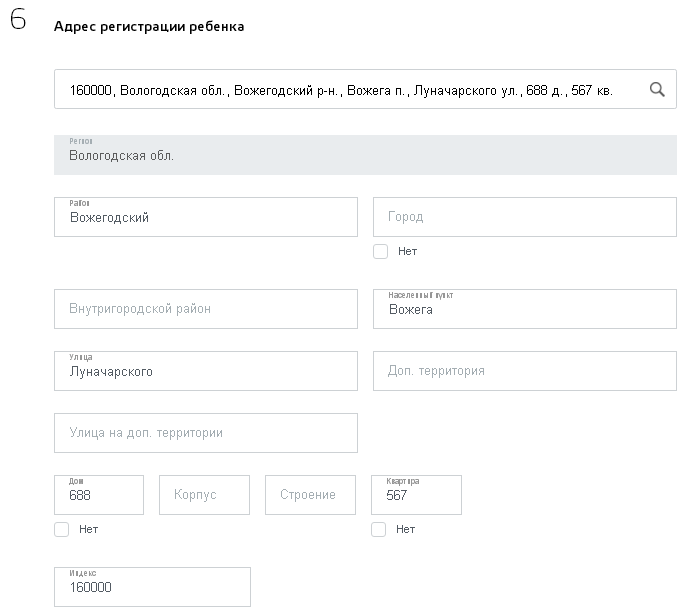 6
Адрес регистрации ребенка
160000, Вологодская обл., Вожегодский р-н., Вожега п., Луначарского ул., 688 д., 567 кв.
Регион
Вологодская обл.
Район
Вожегодский
Город
Нет
Внутригородской район
Населенный пункт
Вожега
Улица
Луначарского
Доп. территория
Улица на доп. территории
Дом
688
Корпус
Строение
Квартира
567
Нет
Нет
Индекс
160000